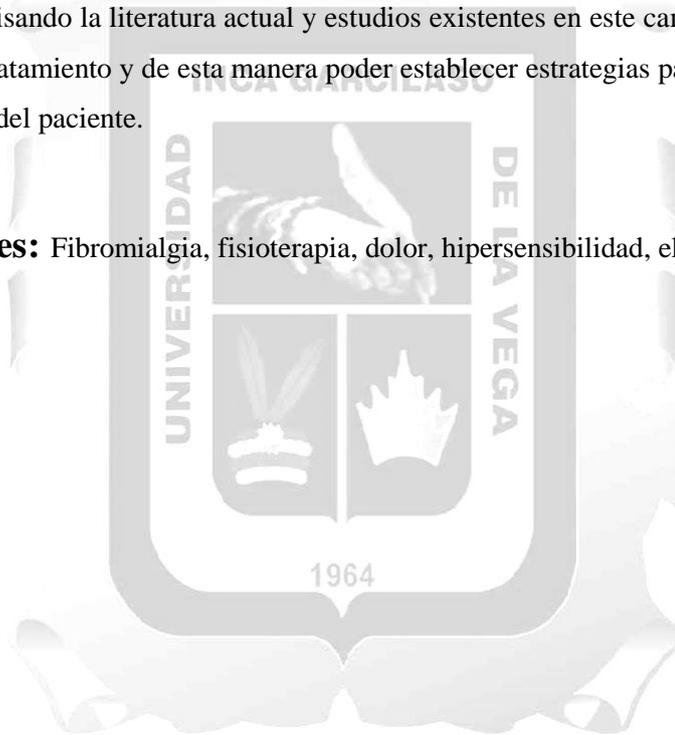 isando la literatura actual y estudios existentes en este car
atamiento y de esta manera poder establecer estrategias pa
del paciente.
es: Fibromialgia, fisioterapia, dolor, hipersensibilidad, el
INCA GARCILASO
UNIVERSIDAD
DE LA VEGA
1964